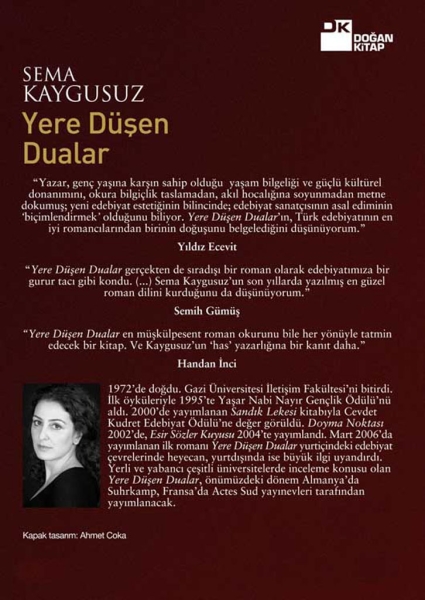 DK
DOĞAN
KİTAP
SEMA
KAYGUSUZ
Yere Düşen
Dualar
“Yazar, genç yaşına karşın sahip olduğu yaşam bilgeliği ve güçlü kültürel
donanımını, okura bilgiçlik taslamadan, akıl hocalığına soyunmadan metne
dokumuş; yeni edebiyat estetiğinin bilincinde; edebiyat sanatçısının asal ediminin
‘biçimlendirmek’ olduğunu biliyor. Yere Düşen Dualar’ın, Türk edebiyatının en
iyi romancılarından birinin doğuşunu belgelediğini düşünüyorum.”
Yıldız Ecevit
“Yere Düşen Dualar gerçekten de sıradışı bir roman olarak edebiyatımıza bir
gurur tacı gibi kondu. (...) Sema Kaygusuz’un son yıllarda yazılmış en güzel
roman dilini kurduğunu da düşünüyorum.”
Semih Gümüş
“Yere Düşen Dualar en müşkülpesent roman okurunu bile her yönüyle tatmin
edecek bir kitap. Ve Kaygusuz’un ‘has’ yazarlığına bir kanıt daha.”
Handan İnci
1972’de doğdu. Gazi Üniversitesi İletişim Fakültesi’ni bitirdi.
İlk öyküleriyle 1995’te Yaşar Nabi Nayır Gençlik Ödülü’nü
aldı. 2000’de yayımlanan Sandık Lekesi kitabıyla Cevdet
Kudret Edebiyat Ödülü’ne değer görüldü. Doyma Noktası
2002’de, Esir Sözler Kuyusu 2004’te yayımlandı. Mart 2006’da
yayımlanan ilk romanı Yere Düşen Dualar yurtiçindeki edebiyat
çevrelerinde heyecan, yurtdışında ise büyük ilgi uyandırdı.
Yerli ve yabancı çeşitli üniversitelerde inceleme konusu olan
Yere Düşen Dualar, önümüzdeki dönem Almanya’da
Suhrkamp, Fransa’da Actes Sud yayınevleri tarafından
yayımlanacak.
Kapak tasarım: Ahmet Coka